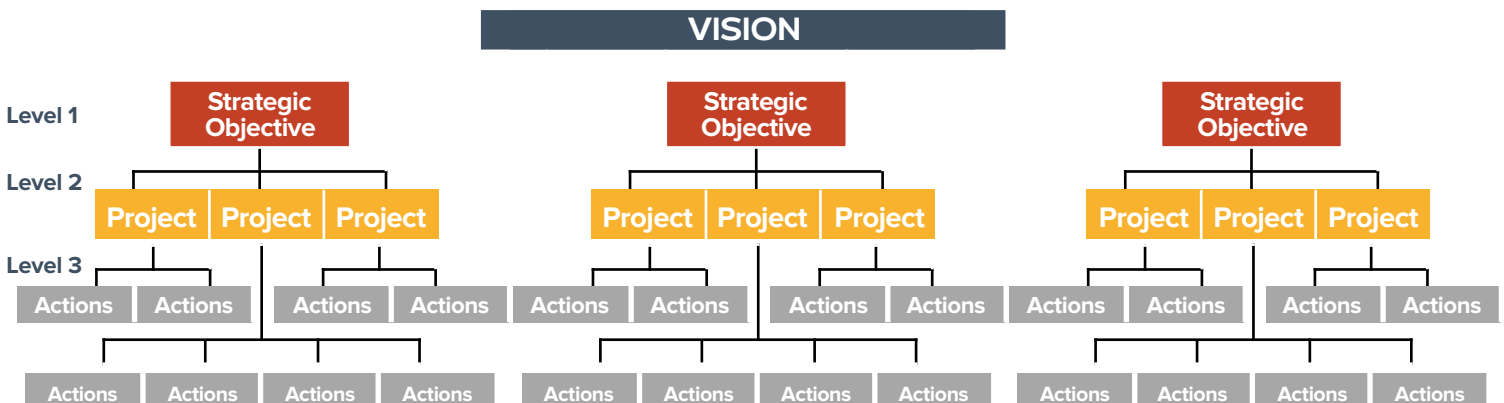 VISION
Level 1
Strategic
Objective
Strategic
Objective
Strategic
Objective
Level 2
Project Project Project
Project Project Project
Project Project Project
Level 3
Actions Actions Actions Actions
Actions Actions Actions Actions
Actions Actions Actions Actions
Actions Actions Actions Actions
Actions Actions Actions Actions
Actions Actions Actions Actions